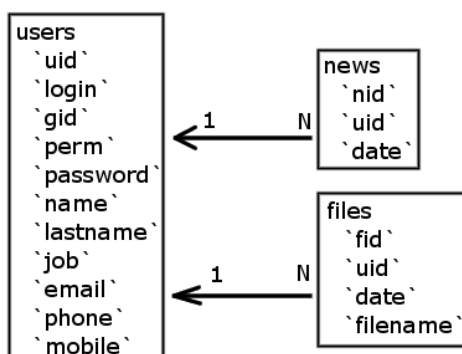 users
`uid`
`login`
`gid`
`perm`
`password`
`name`
`lastname`
`job`
`email`
`phone`
`mobile`
news
`nid`
`uid`
`date`
1
N
files
`fid`
`uid`
`date`
`filename`
1
N